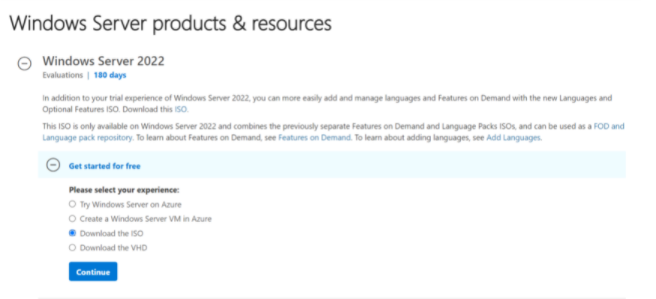 Windows Server products & resources
Windows Server 2022
Evaluations | 180 days
In addition to your trial experience of Windows Server 2022, you can more easily add and manage languages and Features on Demand with the new Languages and
Optional Features ISO. Download this ISO.
This ISO is only available on Windows Server 2022 and combines the previously separate Features on Demand and Language Packs ISOs, and can be used as a FOD and
Language pack repository. To learn about Features on Demand, see Features on Demand. To learn about adding languages, see Add Languages.
Get started for free
Please select your experience:
Try Windows Server on Azure
Create a Windows Server VM in Azure
Download the ISO
Download the VHD
Continue